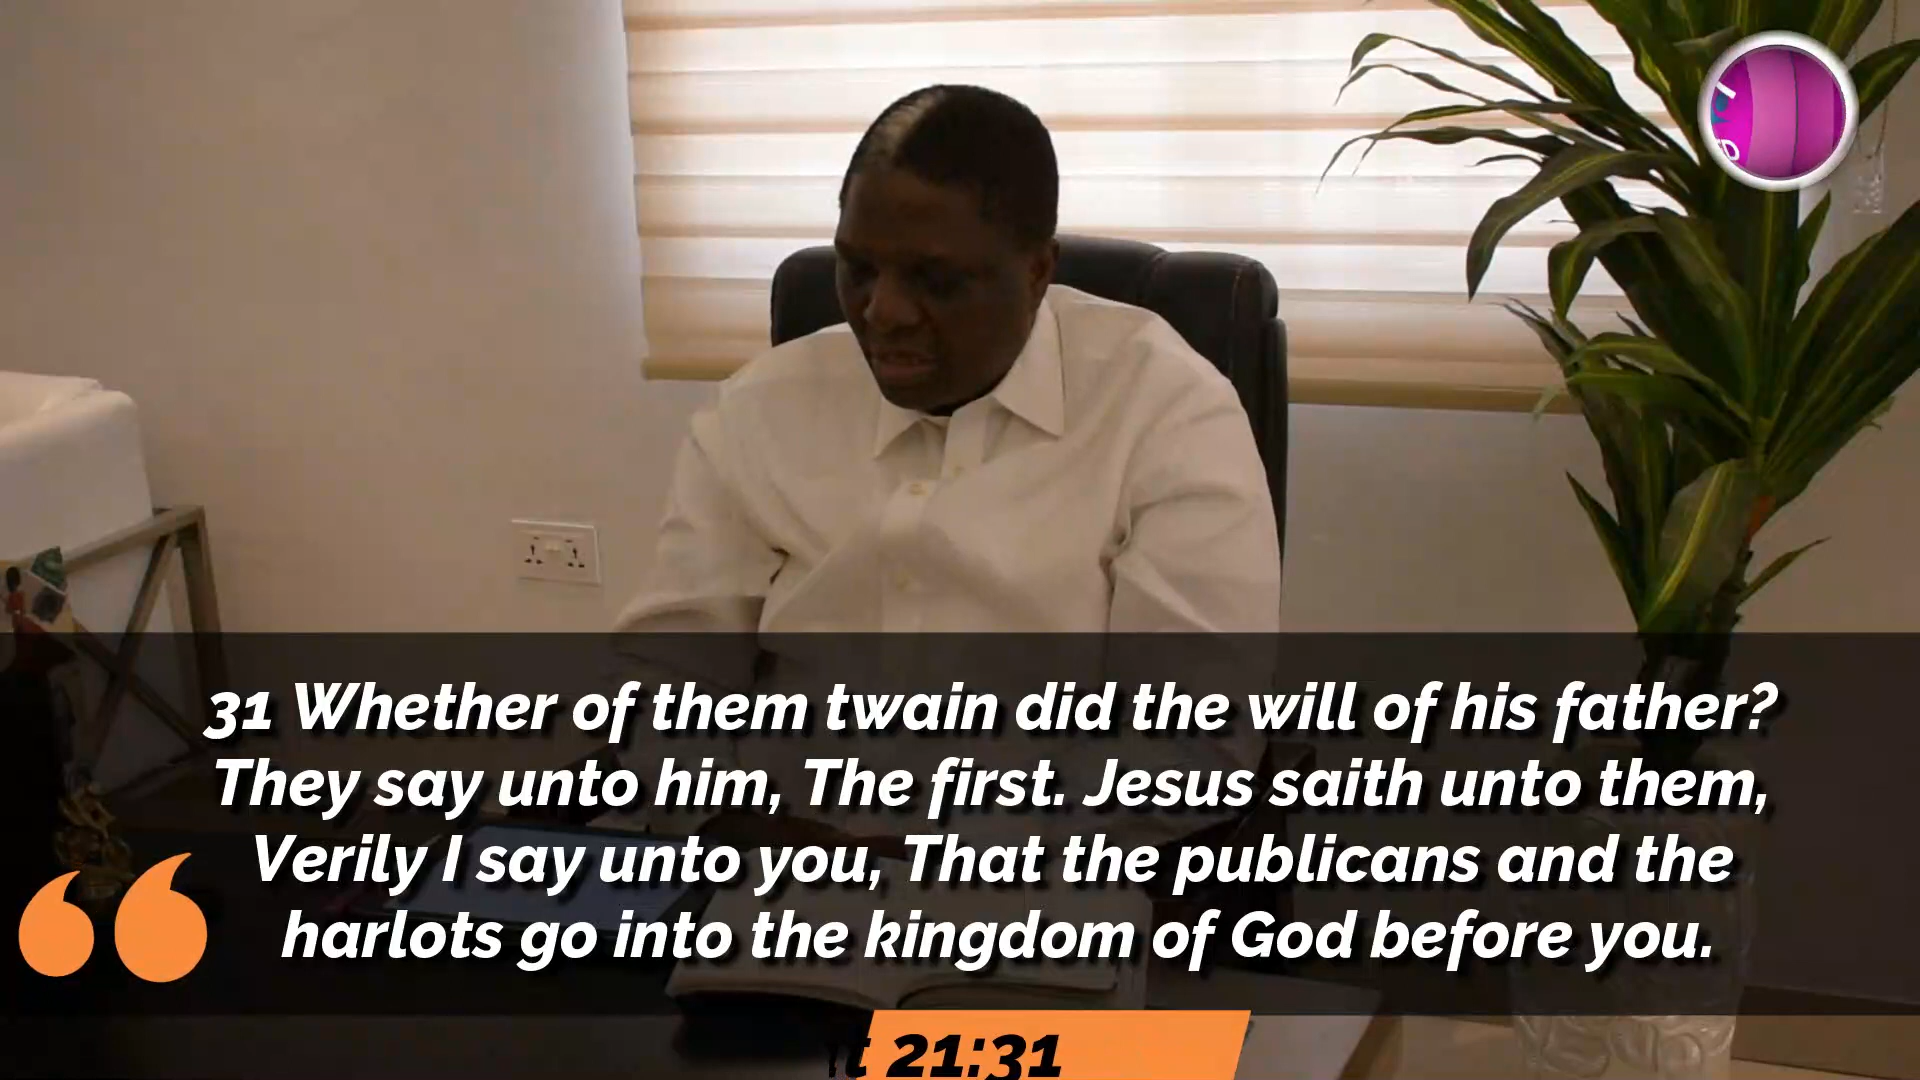 31 Whether of them twain did the will of his father?
They say unto him, The first. Jesus saith unto them,
Verily I say unto you, That the publicans and the
harlots go into the kingdom of God before you.
21:31